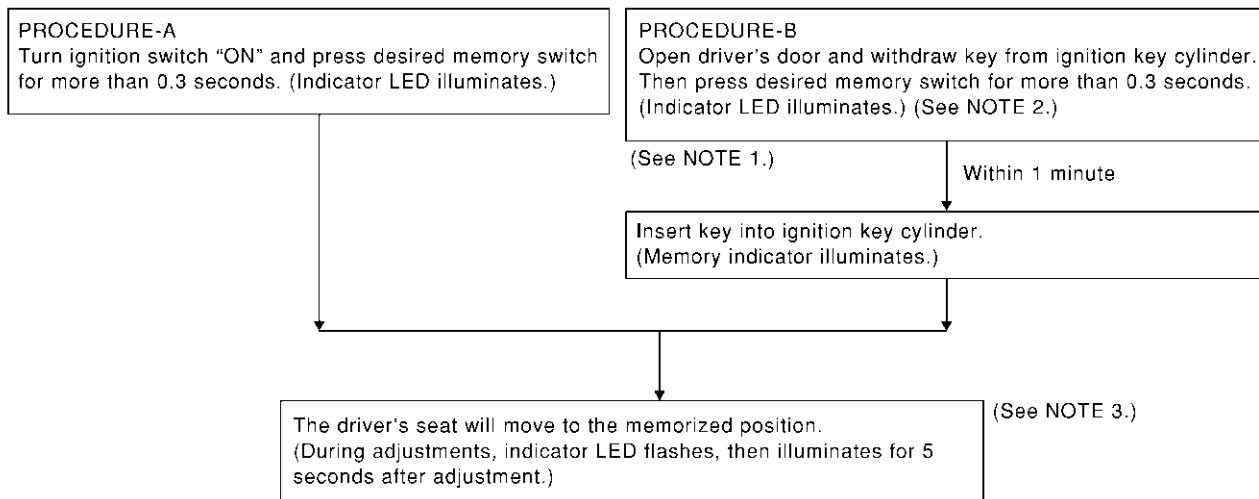 PROCEDURE-A
Turn ignition switch “ON” and press desired memory switch
for more than 0.3 seconds. (Indicator LED illuminates.)
PROCEDURE-B
Open driver’s door and withdraw key from ignition key cylinder.
Then press desired memory switch for more than 0.3 seconds.
(Indicator LED illuminates.) (See NOTE 2.)
(See NOTE 1.)
Within 1 minute
Insert key into ignition key cylinder.
(Memory indicator illuminates.)
The driver’s seat will move to the memorized position.
(During adjustments, indicator LED flashes, then illuminates for 5
seconds after adjustment.)
(See NOTE 3.)